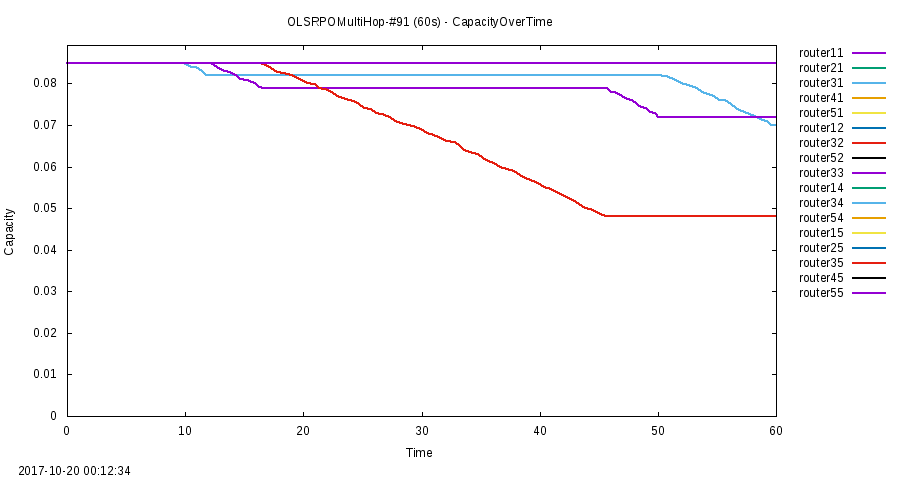 OLSRPOMultiHop-#91 (60s) - CapacityOverTime
Capacity
0.08
0.07
0.06
0.05
0.04
0.03
0.02
0.01
0
0 10 20 30 40 50 60
Time
router11
router21
router31
router41
router51
router12
router32
router52
router33
router14
router34
router54
router15
router25
router35
router45
router55
2017-10-20 00:12:34